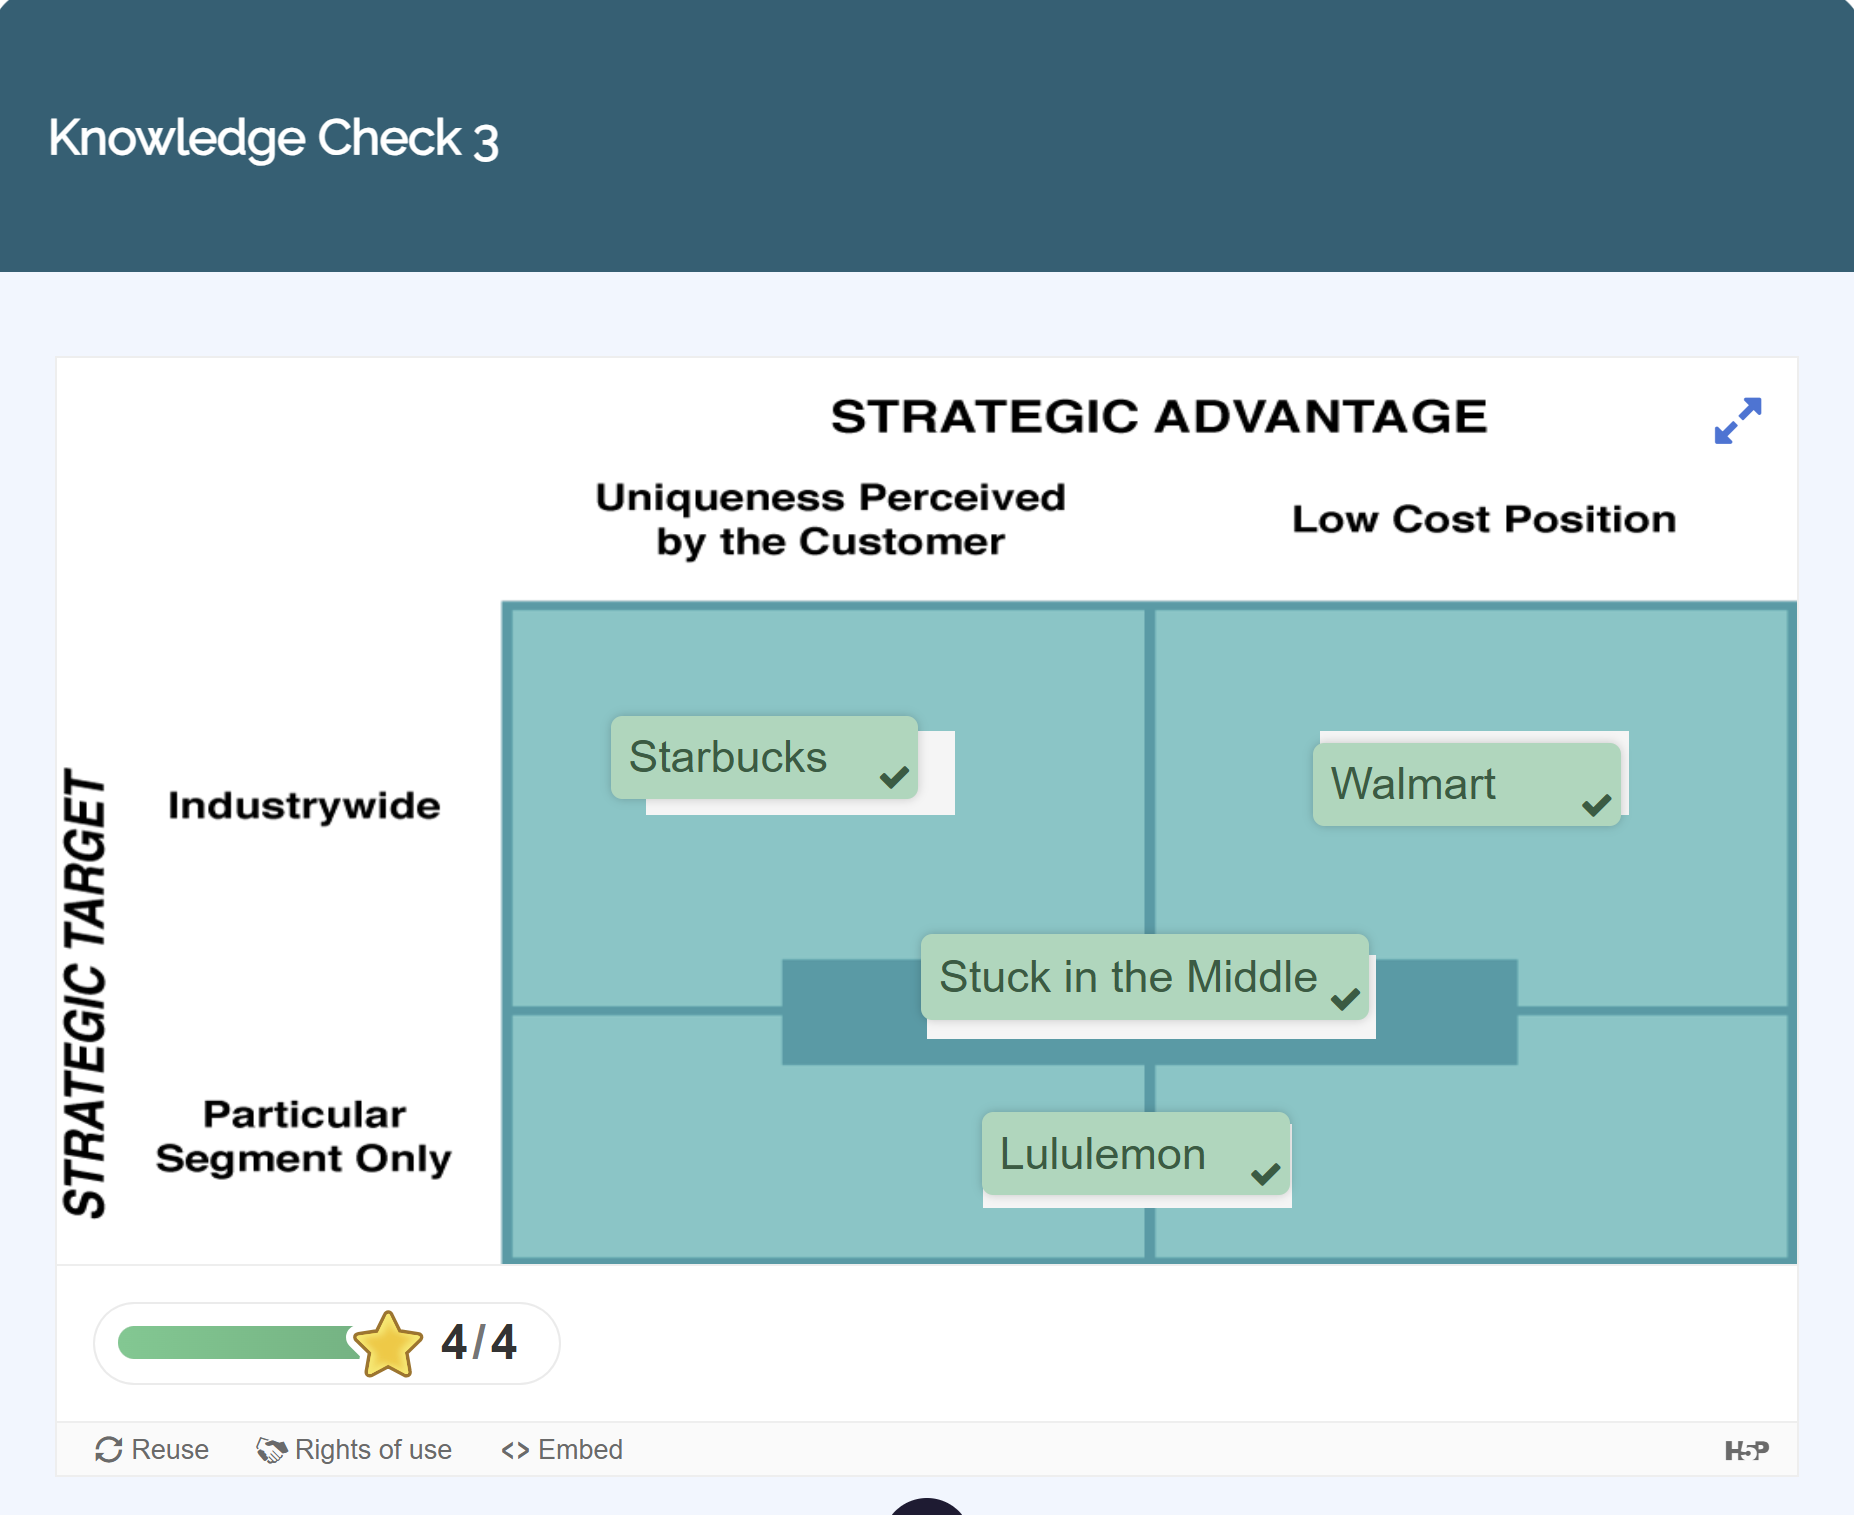 Knowledge Check 3
STRATEGIC ADVANTAGE
Uniqueness Perceived
by the Customer
Low Cost Position
STRATEGIC TARGET
Industrywide
Starbucks
Walmart
Stuck in the Middle
Particular
Segment Only
Lululemon
4/4
Reuse
Rights of use
<> Embed
H5P